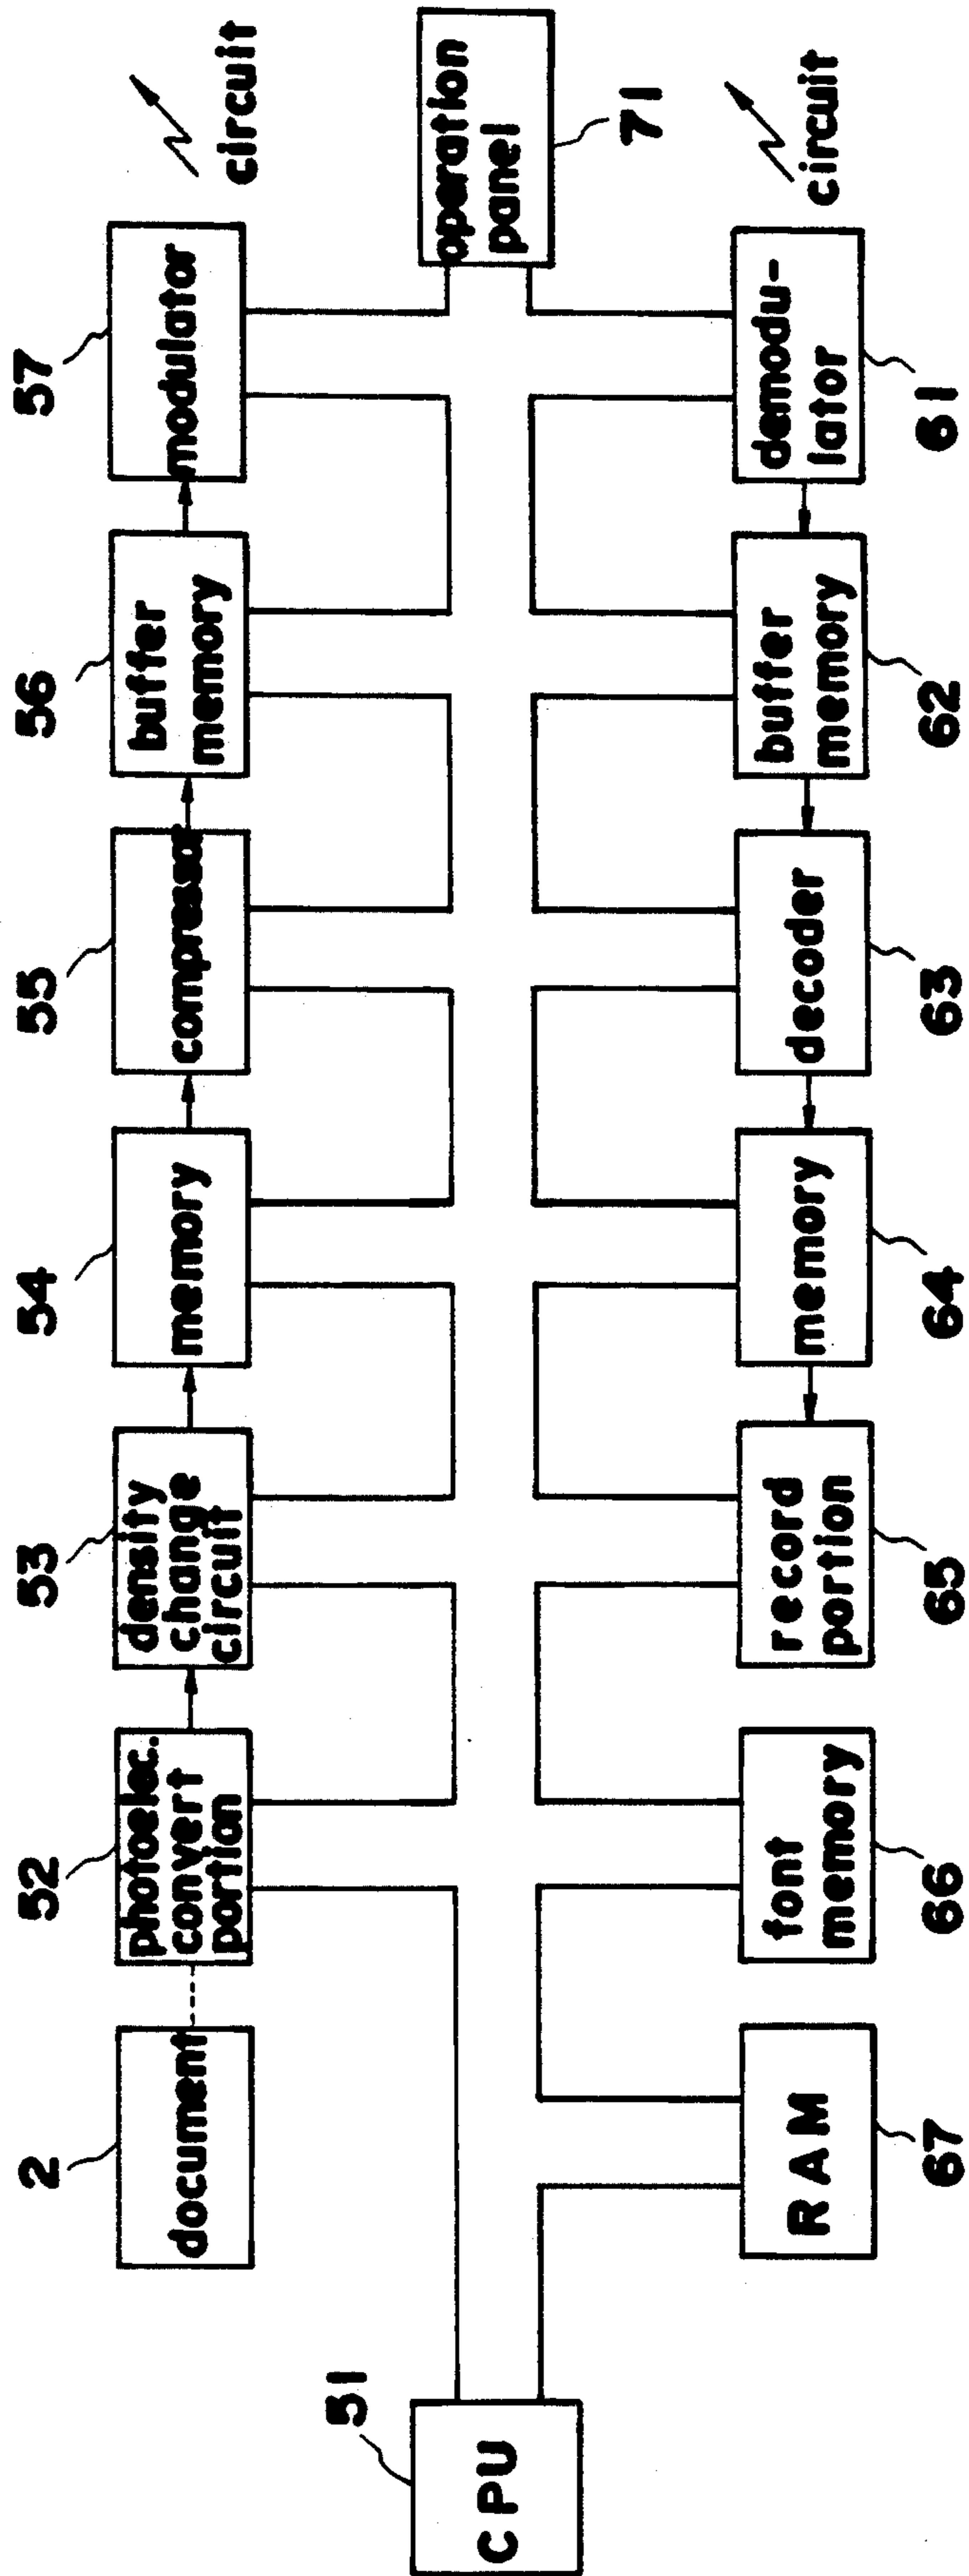 2
52
53
54
55
56
57
document
photoelec.
convert
portion
density
change
circuit
memory
compressor
buffer
memory
modulator
circuit
51
CPU
operation
panel
71
RAM
font
memory
record
portion
memory
decoder
buffer
memory
demodu-
lator
circuit
67
66
65
64
63
62
61